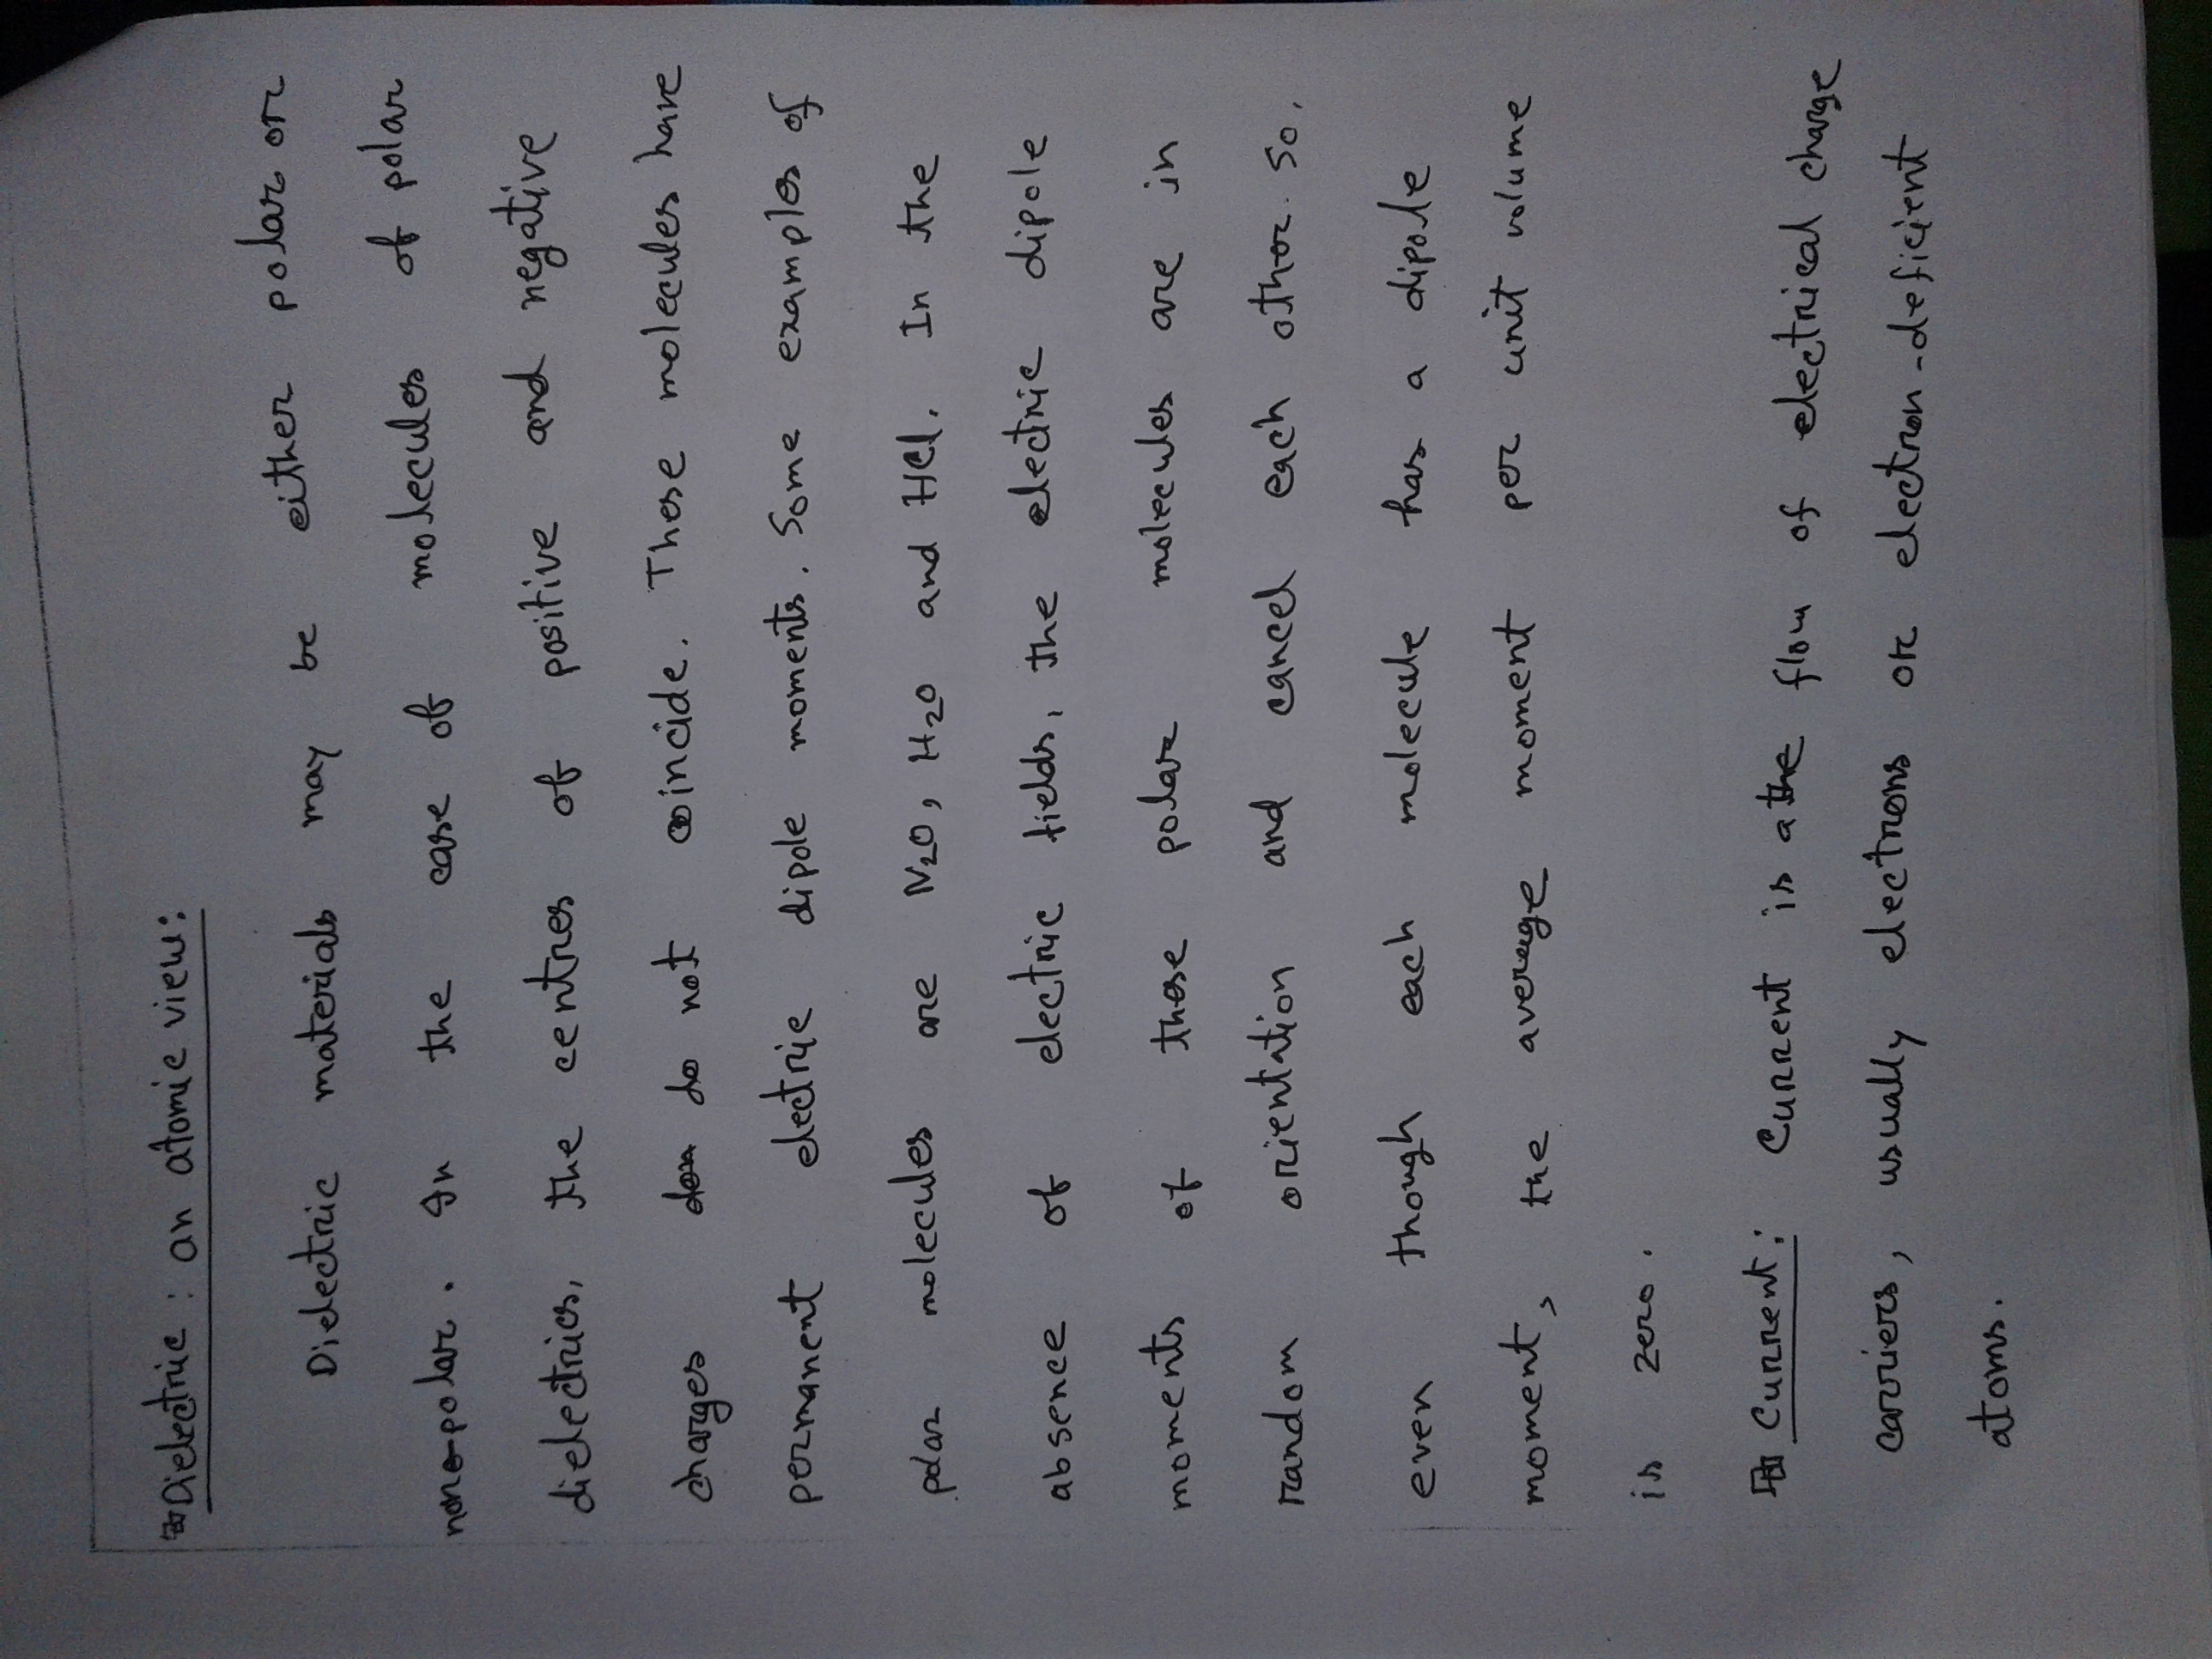 Dielectric : an atomic view:
Dielectric materials may be either polar or
non-polar. In the case of molecules of polar
dielectrics, the centres of positive and negative
charges do not coincide. These molecules have
permanent electric dipole moments. Some examples of
polar molecules are N₂O, H₂O and HCl. In the
absence of electric fields, the electric dipole
moments of these polar molecules are in
random orientation and cancel each other. So,
even though each molecule has a dipole
moment, the average moment per unit volume
is zero.
Current: Current is a the flow of electrical charge
carriers, usually electrons or electron-deficient
atoms.